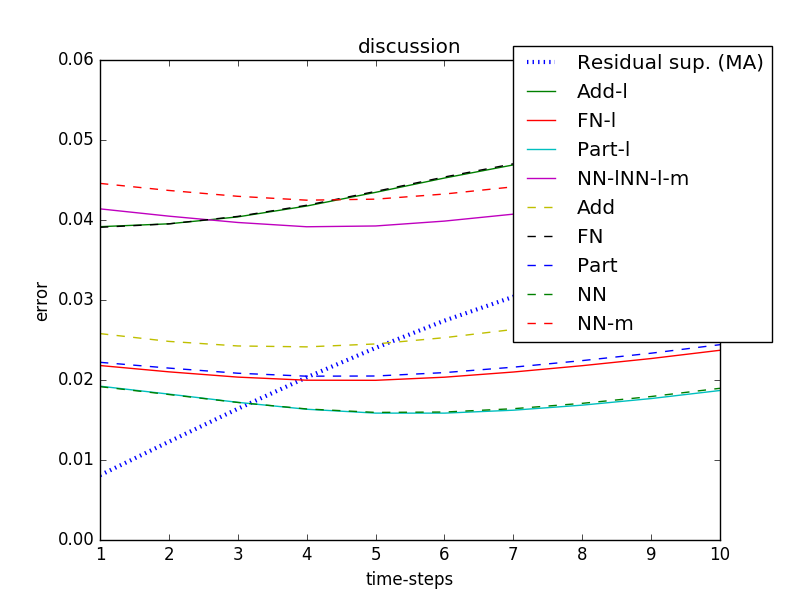 discussion
0.06
0.05
0.04
0.03
0.02
0.01
0.00
error
1 2 3 4 5 6 7 8 9 10
time-steps
Residual sup. (MA)
Add-l
FN-l
Part-l
NN-lNN-l-m
Add
FN
Part
NN
NN-m